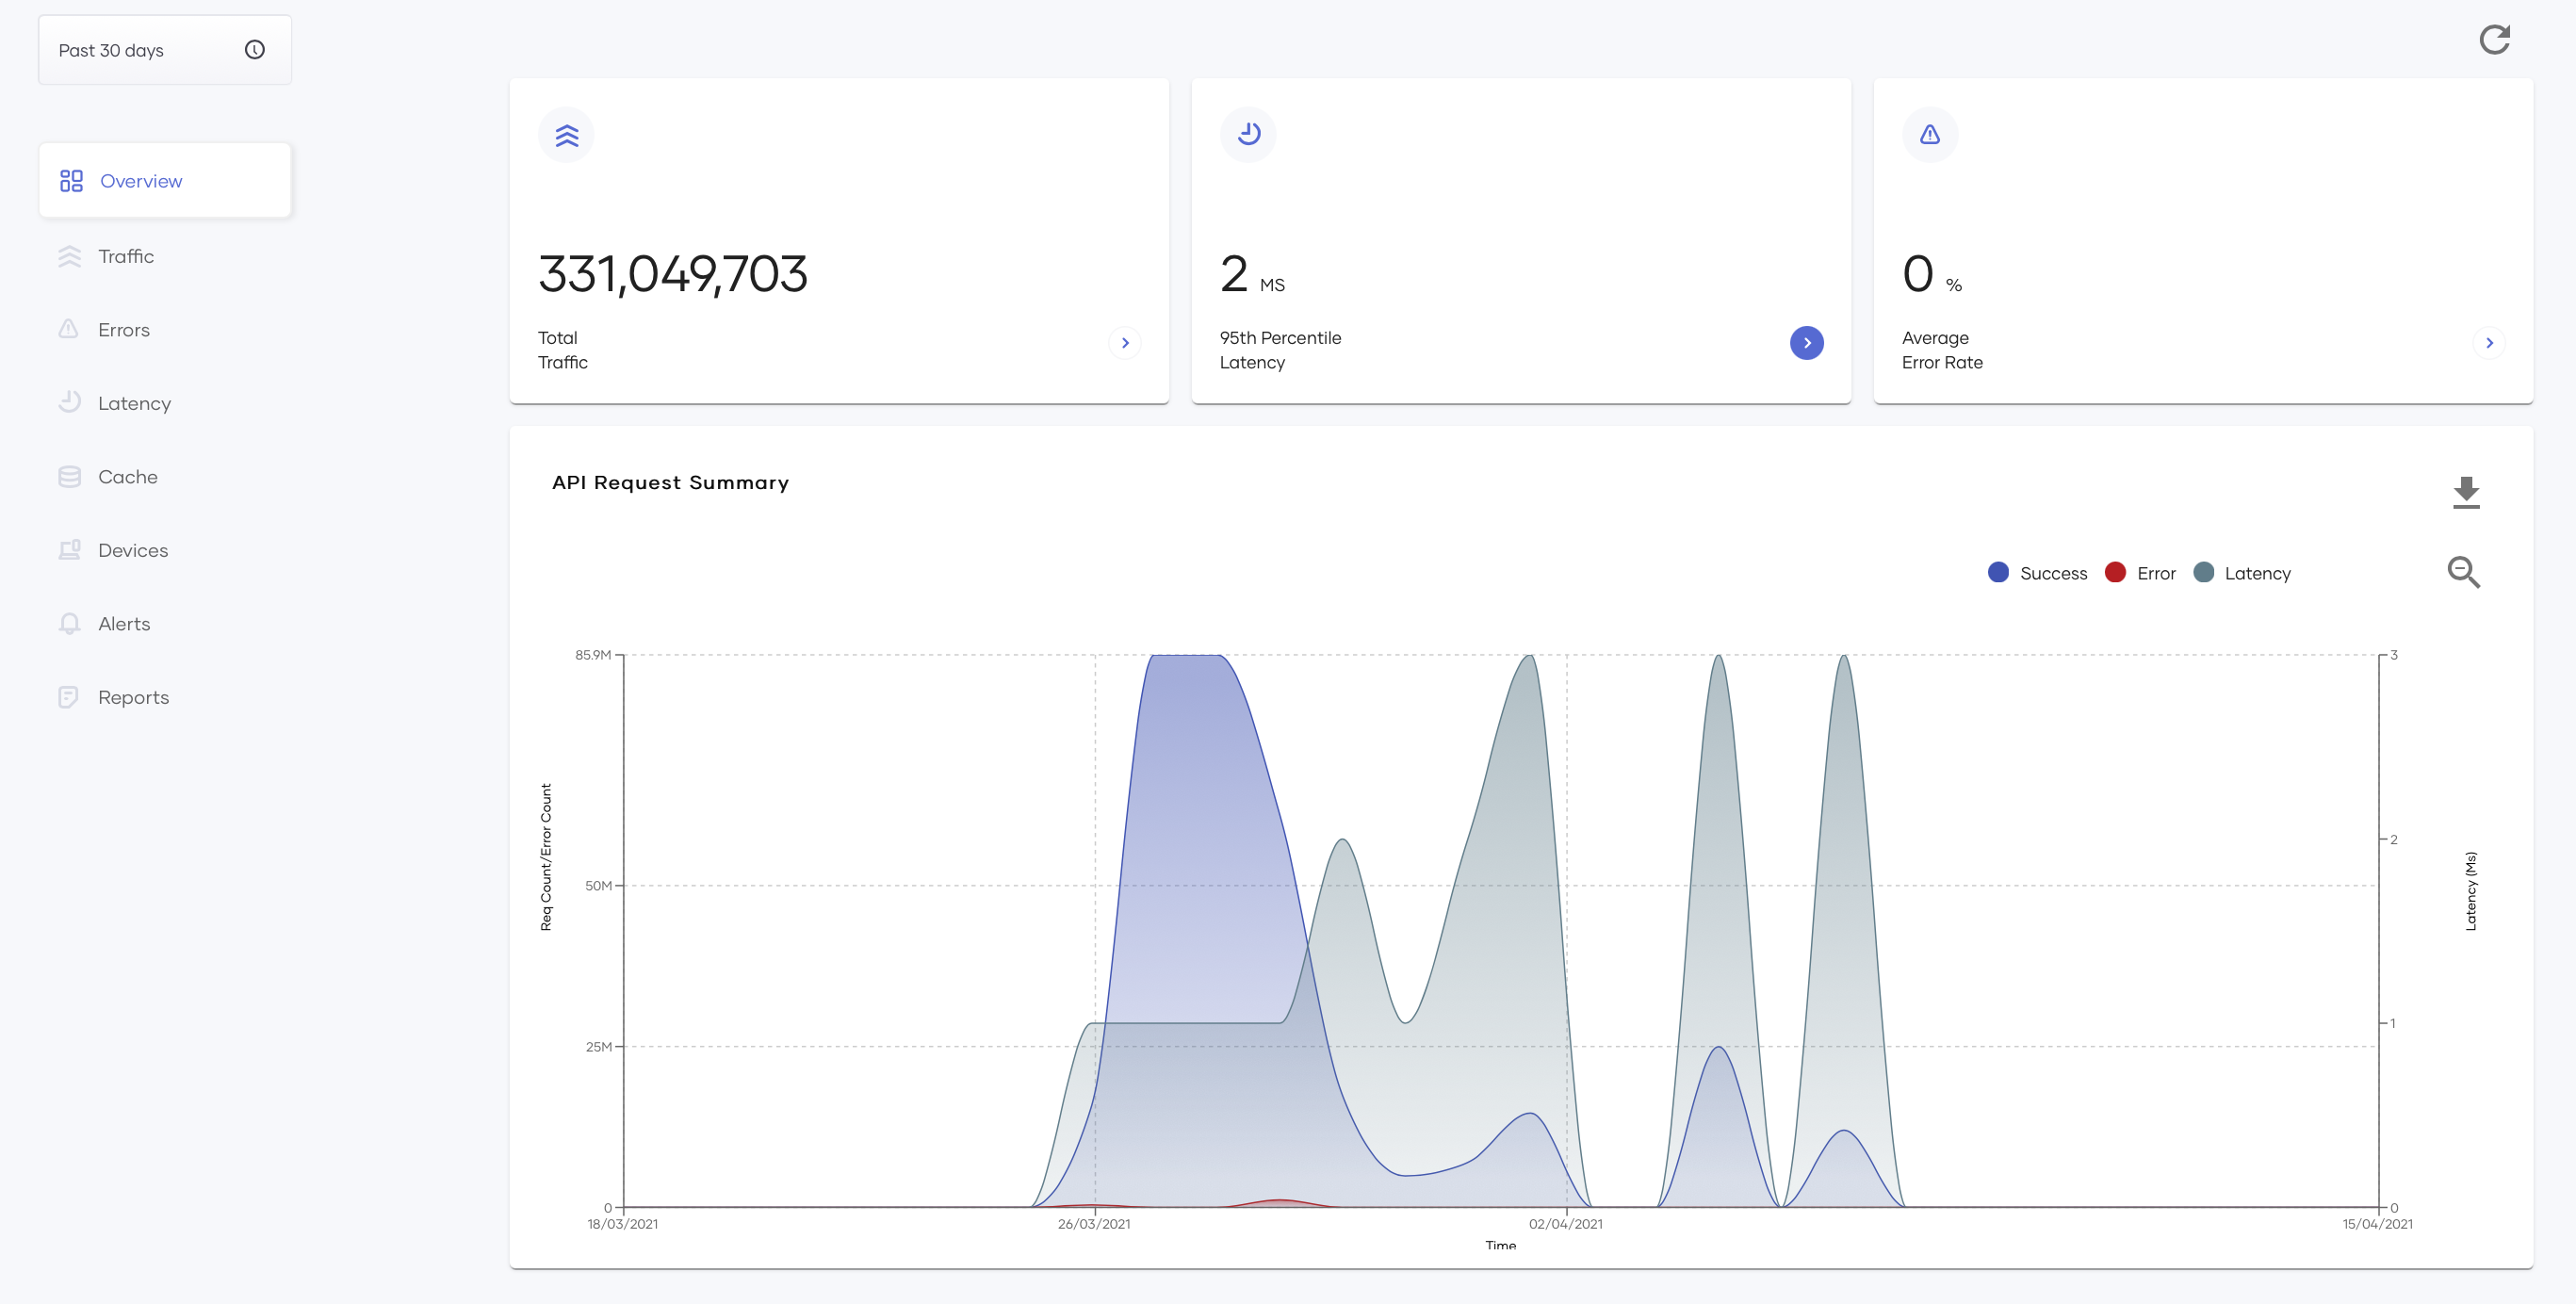 Past 30 days
Overview
Traffic
Errors
Latency
Cache
Devices
Alerts
Reports
331,049,703
Total
Traffic
2 MS
95th Percentile
Latency
0 %
Average
Error Rate
API Request Summary
Success Error Latency
85.9M
50M
25M
0
Req Count/Error Count
3
2
1
0
Latency (Ms)
18/03/2021 26/03/2021 02/04/2021 15/04/2021
Time